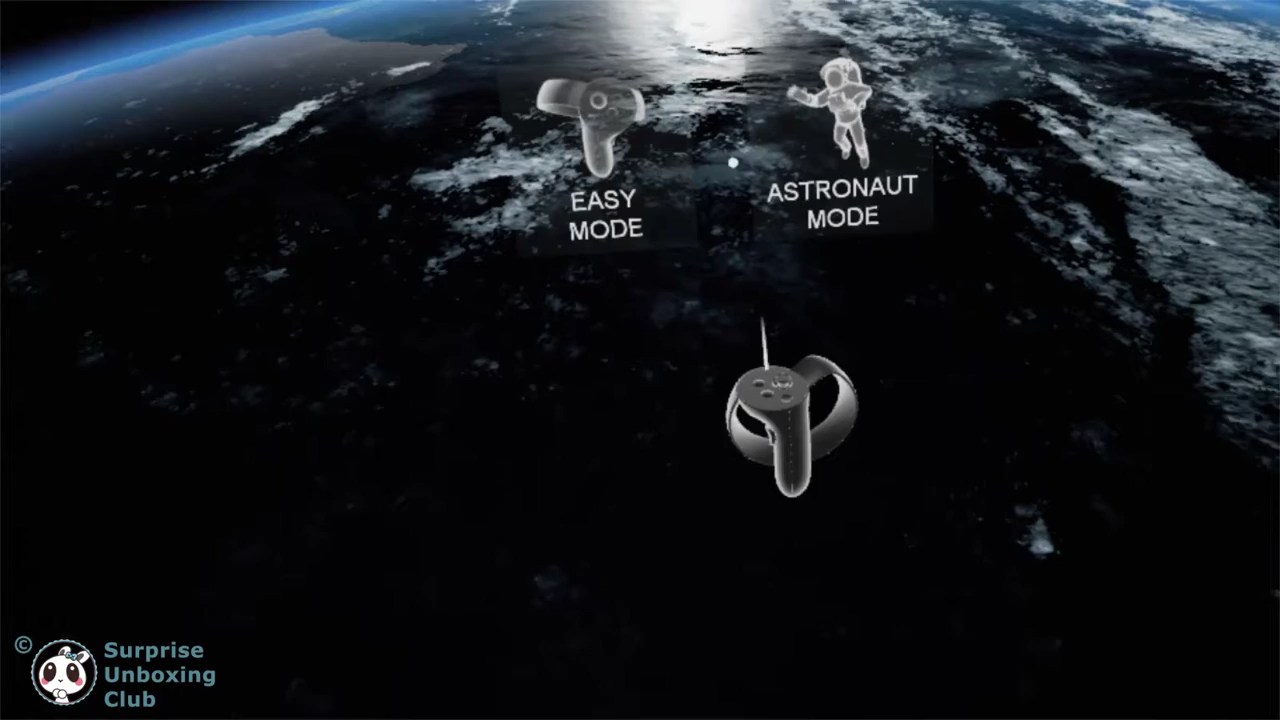 EASY
MODE
ASTRONAUT
MODE
©
Surprise
Unboxing
Club